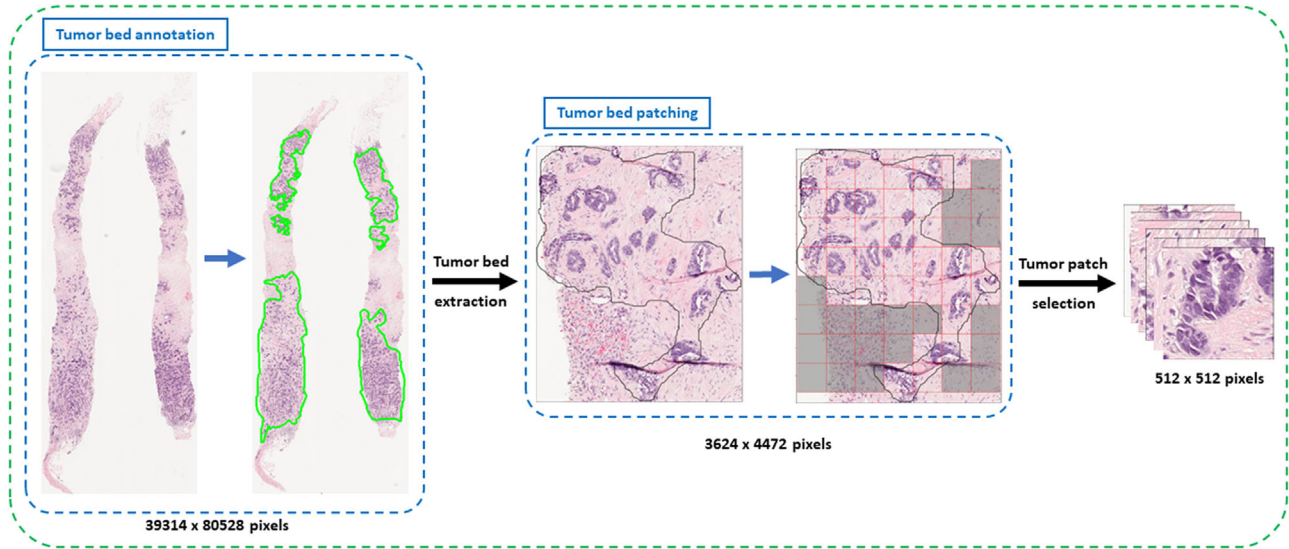 Tumor bed annotation
Tumor bed patching
Tumor bed
extraction
Tumor patch
selection
512 x 512 pixels
3624 x 4472 pixels
39314 x 80528 pixels